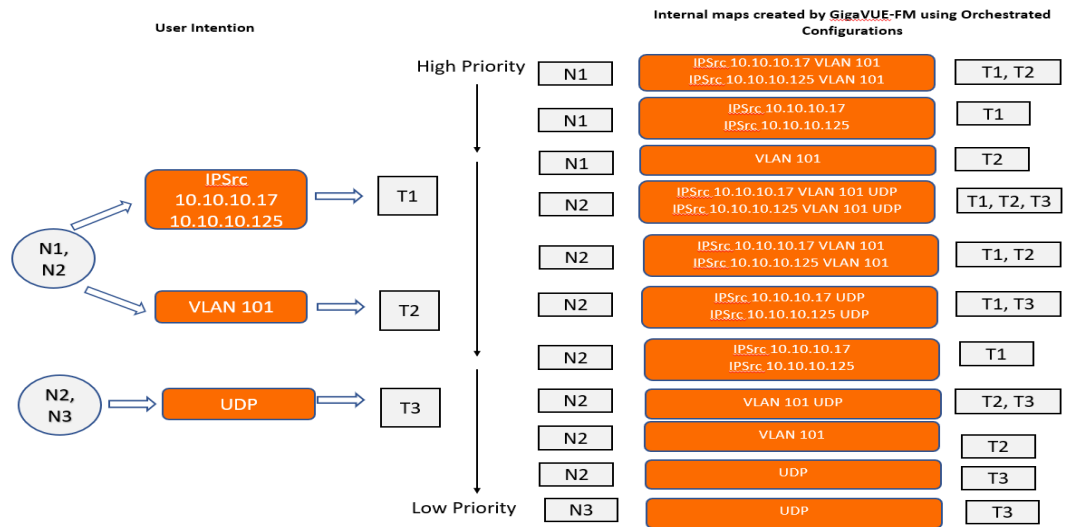 User Intention
Internal maps created by GigaVUE-FM using Orchestrated
Configurations
High Priority
N1
IPSrc 10.10.10.17 VLAN 101
IPSrc 10.10.10.125 VLAN 101
T1, T2
N1
IPSrc 10.10.10.17
IPSrc 10.10.10.125
T1
N1
VLAN 101
T2
N2
IPSrc 10.10.10.17 VLAN 101 UDP
IPSrc 10.10.10.125 VLAN 101 UDP
T1, T2, T3
N2
IPSrc 10.10.10.17 VLAN 101
IPSrc 10.10.10.125 VLAN 101
T1, T2
N2
IPSrc 10.10.10.17 UDP
IPSrc 10.10.10.125 UDP
T1, T3
N2
IPSrc 10.10.10.17
IPSrc 10.10.10.125
T1
N2
VLAN 101 UDP
T2, T3
N2
VLAN 101
T2
N2
UDP
T3
Low Priority
N3
UDP
T3
N1,
N2
IPSrc
10.10.10.17
10.10.10.125
T1
VLAN 101
T2
N2,
N3
UDP
T3